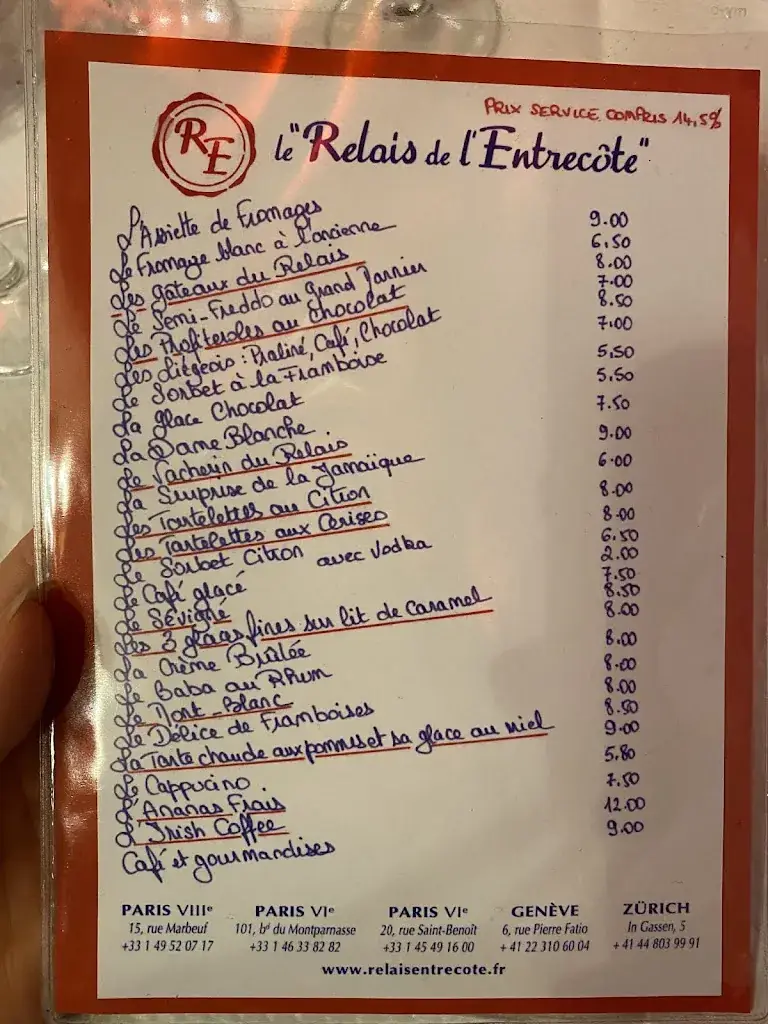 PRIX SERVICE COMPRIS 14,5%
RE le "Relais de l'Entrecôte"
L'Assiette de Fromages 9.00
Le Fromage blanc à l'ancienne 6.50
Les gâteaux du Relais 8.00
Le Semi-Freddo au Grand Marnier 7.00
Les Profiteroles au Chocolat 8.50
Les Liégeois : Praliné, Café, Chocolat 7.00
Le Sorbet à la Framboise 5.50
La glace Chocolat 5.50
La Dame Blanche. 7.50
Le Vacherin du Relais 9.00
La Surprise de la Jamaïque 6.00
Les Tartelettes au Citron 8.00
Les Tartelettes aux Cerises 8.00
Le Sorbet Citron 6.50
avec Vodka 2.00
Le Café glacé 7.50
Le Sévigné 8.50
Les 3 glaces fines sur lit de caramel 8.00
La Crème Brûlée 8.00
Le Baba au Rhum 8.00
Le Mont-Blanc 8.00
Le Délice de Framboises 8.50
La Tarte chaude aux pommes et sa glace au miel 9.00
Le Cappucino. 5.80
L'Ananas Frais 7.50
L'Irish Coffee 12.00
Café et gourmandises 9.00
PARIS VIIIe PARIS VIe PARIS VIe GENÈVE ZÜRICH
15, rue Marbeuf 101, bd du Montparnasse 20, rue Saint-Benoît 6, rue Pierre Fatio In Gassen, 5
+33 1 49 52 07 17 +33 1 46 33 82 82 +33 1 45 49 16 00 + 41 22 310 60 04 + 41 44 803 99 91
www.relaisentrecote.fr